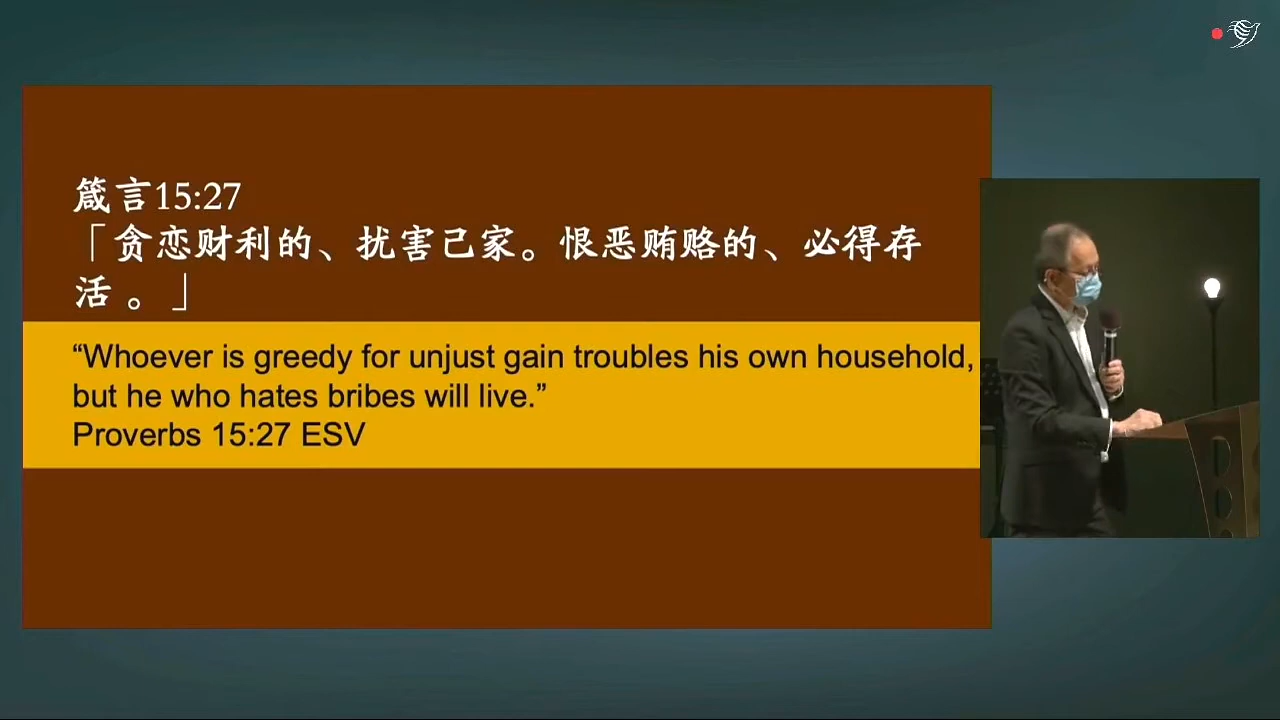 箴言15:27
「贪恋财利的、扰害己家。恨恶贿赂的、必得存
活 。」
“Whoever is greedy for unjust gain troubles his own household,
but he who hates bribes will live.”
Proverbs 15:27 ESV